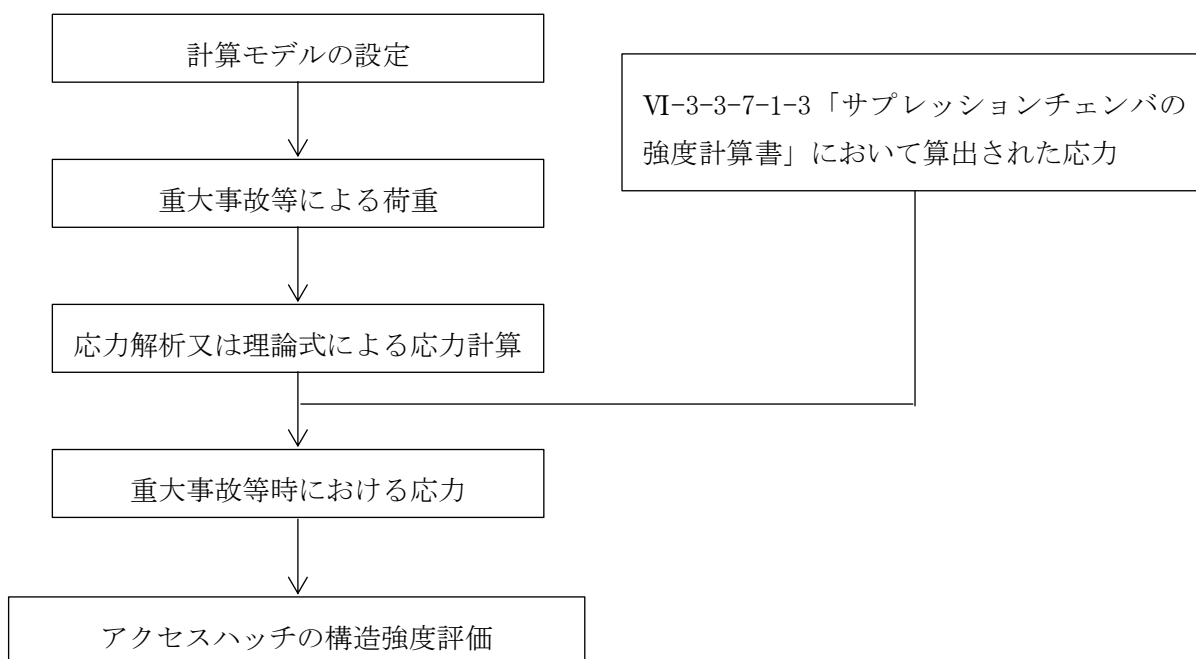 計算モデルの設定
Ⅵ-3-3-7-1-3「サプレッションチェンバの
強度計算書」において算出された応力
重大事故等による荷重
応力解析又は理論式による応力計算
重大事故等時における応力
アクセスハッチの構造強度評価